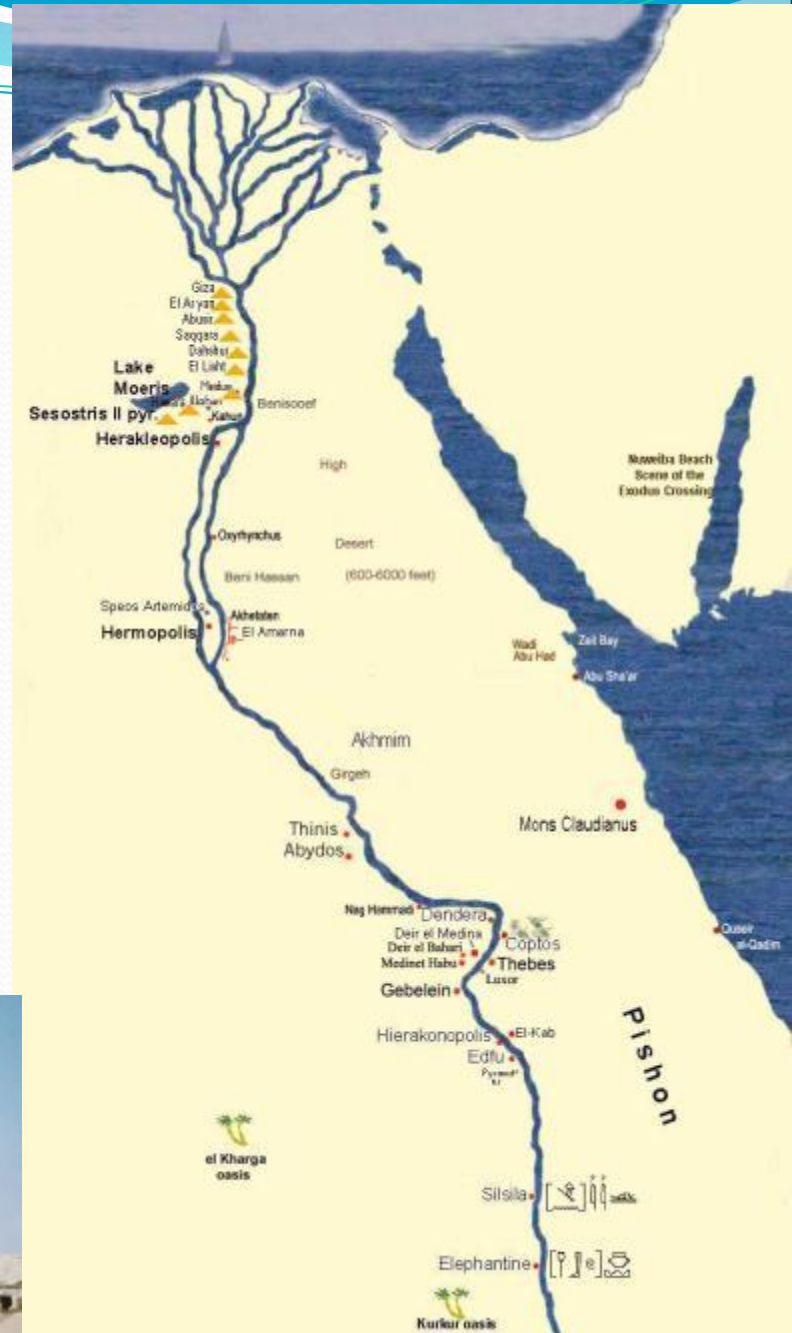 Giza
El Aryan
Abusir
Saqqara
Dahshur
El Lisht
Lake
Moeris
Sesostris II pyr.
Kahun
Benisooef
Herakleopolis
High
Nuweiba Beach
Scene of the
Exodus Crossing
Oxyrhynchus
Desert
Beni Hassan
(600-6000 feet)
Speos Artemidos
Akhetaten
El Amarna
Hermopolis
Wadi
Abu Had
Zeit Bay
Abu Sha'ar
Akhmim
Girgeh
Mons Claudianus
Thinis
Abydos
Nag Hammadi
Dendera
Deir el Medina
Deir el Bahari
Coptos
Medinet Habu
Thebes
Luxor
Gebelein
Quseir
al-Qadim
Hierakonopolis
El-Kab
Edfu
Pishon
el Kharga
oasis
Silsila
Elephantine
Kurkur oasis